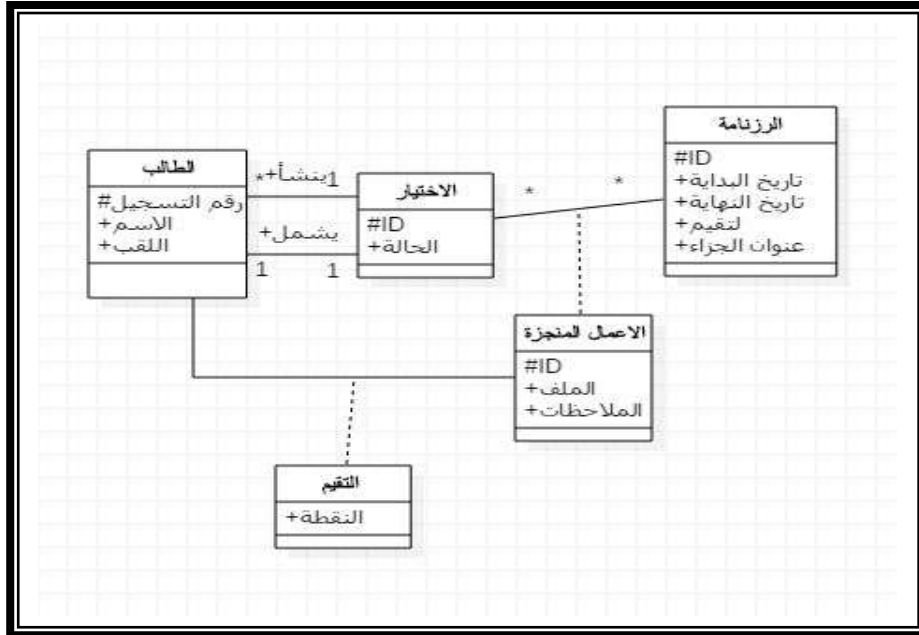 الطالب
#رقم التسجيل
+الاسم
+اللقب
* +ينشأ 1
+يشمل
1 1
الاختيار
#ID
+الحالة
* *
الرزنامة
#ID
+تاريخ البداية
+تاريخ النهاية
+لتقيم
+عنوان الجزاء
الاعمال المنجزة
#ID
+الملف
+الملاحظات
التقيم
+النقطة